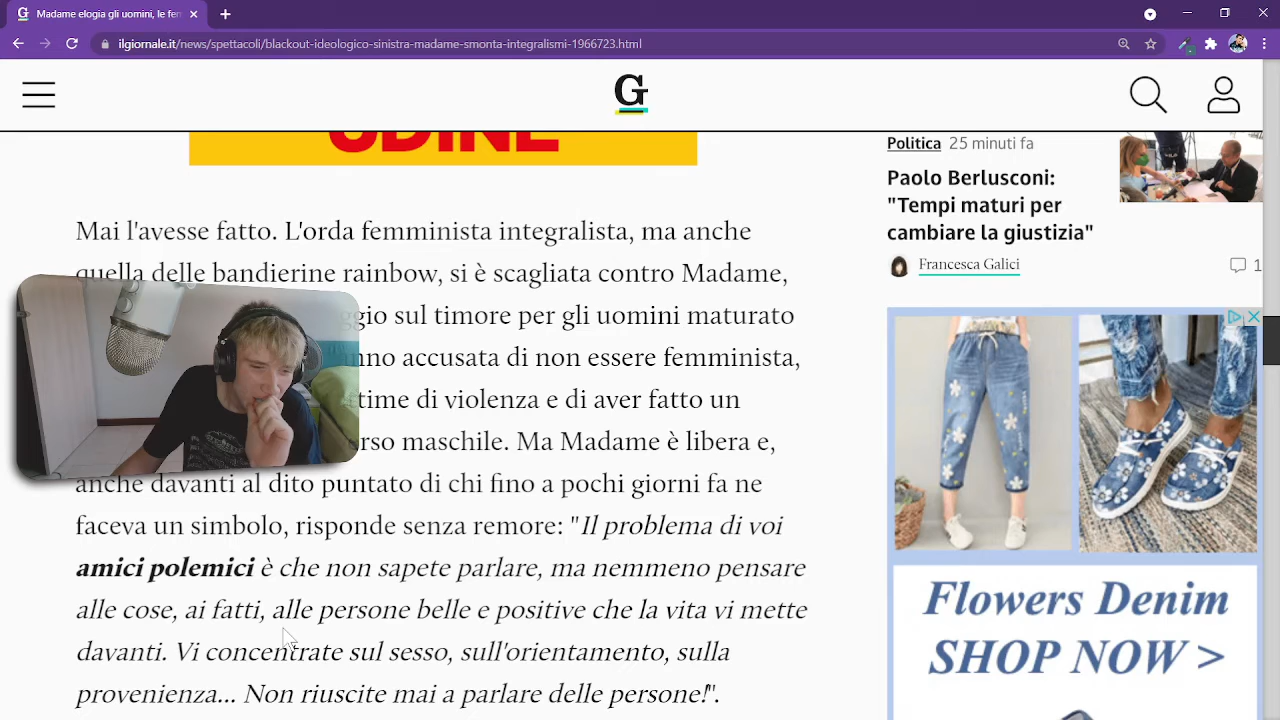 Madame elogia gli uomini, le fem
ilgiornale.it/news/spettacoli/blackout-ideologico-sinistra-madame-smonta-integralismi-1966723.html
G
UDINE
Mai l'avesse fatto. L'orda femminista integralista, ma anche
quella delle bandierine rainbow, si è scagliata contro Madame,
ggio sul timore per gli uomini maturato
nno accusata di non essere femminista,
ttime di violenza e di aver fatto un
rso maschile. Ma Madame è libera e,
anche davanti al dito puntato di chi fino a pochi giorni fa ne
faceva un simbolo, risponde senza remore: "Il problema di voi
amici polemici è che non sapete parlare, ma nemmeno pensare
alle cose, ai fatti, alle persone belle e positive che la vita vi mette
davanti. Vi concentrate sul sesso, sull'orientamento, sulla
provenienza... Non riuscite mai a parlare delle persone!".
Politica 25 minuti fa
Paolo Berlusconi:
"Tempi maturi per
cambiare la giustizia"
Francesca Galici
1
Flowers Denim
SHOP NOW >